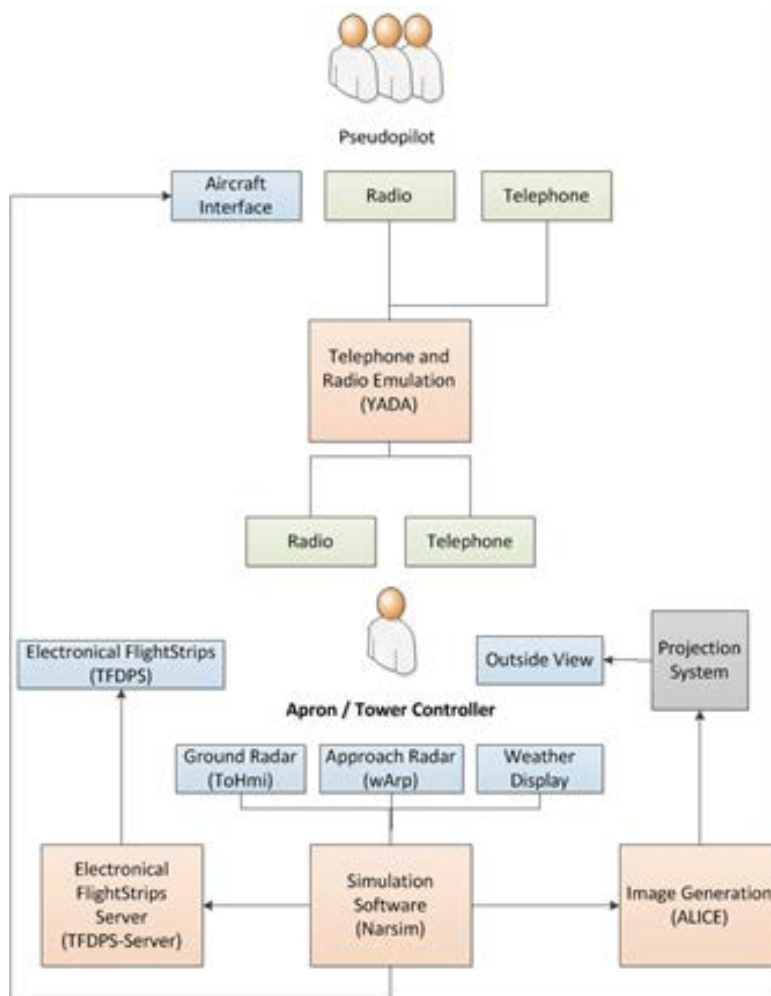 Pseudopilot
Aircraft
Interface
Radio
Telephone
Telephone and
Radio Emulation
(YADA)
Radio
Telephone
Electronical FlightStrips
(TFDPS)
Outside View
Projection
System
Apron / Tower Controller
Ground Radar
(ToHmi)
Approach Radar
(wArp)
Weather
Display
Electronical
FlightStrips
Server
(TFDPS-Server)
Simulation
Software
(Narsim)
Image Generation
(ALICE)